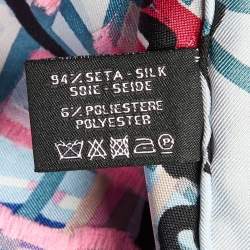 94% SETA - SILK
SOIE - SEIDE
6% POLIESTERE
POLYESTER
P